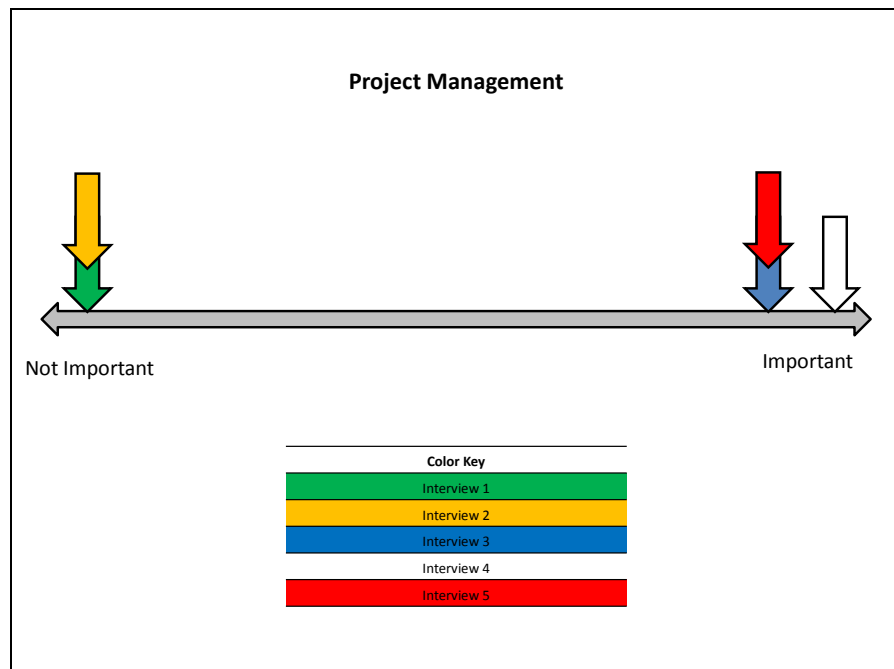 Project Management
Not Important
Important
Color Key
Interview 1
Interview 2
Interview 3
Interview 4
Interview 5